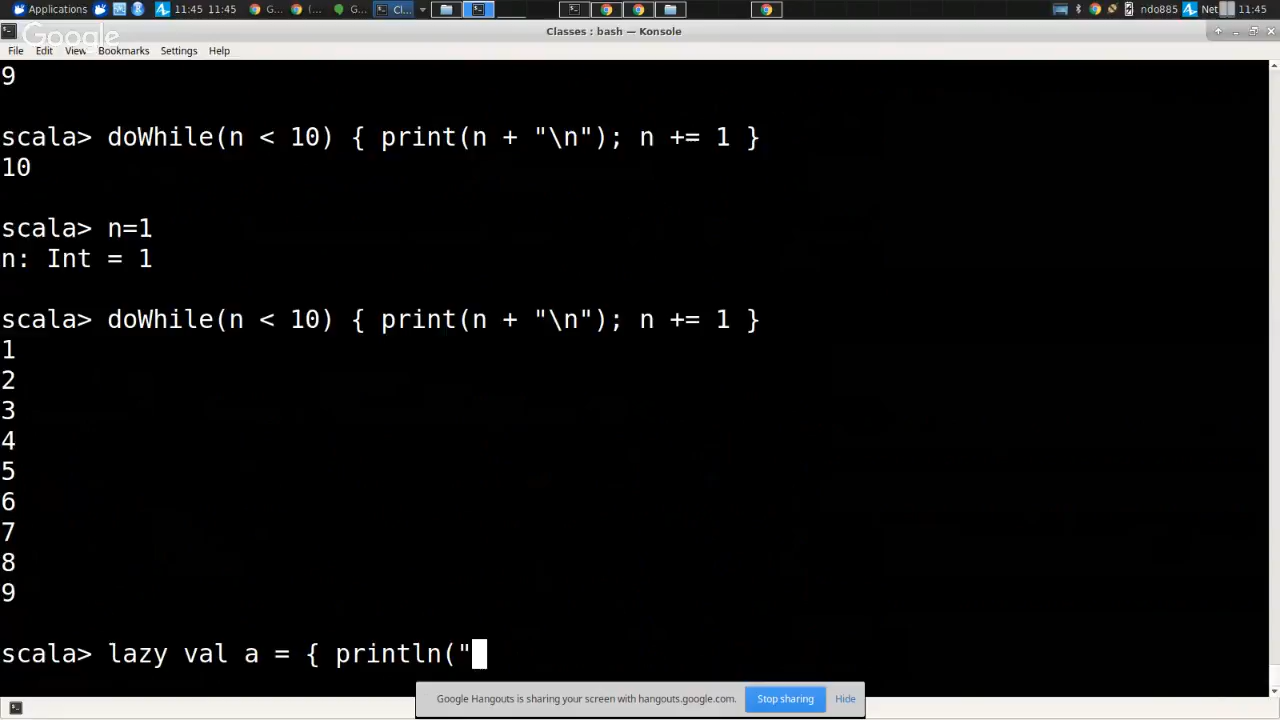 Applications 11:45 11:45 G... (... G... Cl... ndo885 Net 11:45
Google
Classes : bash — Konsole
File Edit View Bookmarks Settings Help
9
scala> doWhile(n < 10) { print(n + "\n"); n += 1 }
10
scala> n=1
n: Int = 1
scala> doWhile(n < 10) { print(n + "\n"); n += 1 }
1
2
3
4
5
6
7
8
9
scala> lazy val a = { println("
Google Hangouts is sharing your screen with hangouts.google.com. Stop sharing Hide